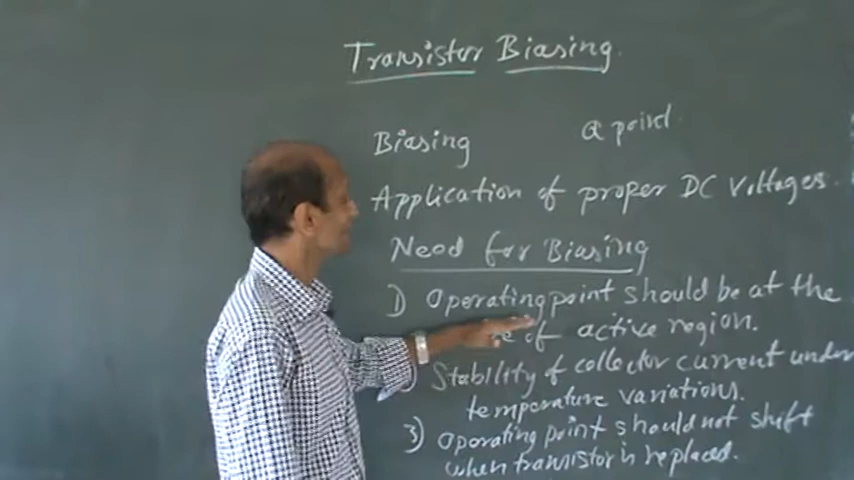 Transistor Biasing.
Biasing
Q point
Application of proper DC Voltages.
Need for Biasing
1) Operating point should be at the
of active region.
Stability of collector current under
temperature variations.
3) Operating point should not shift
when transistor is replaced.